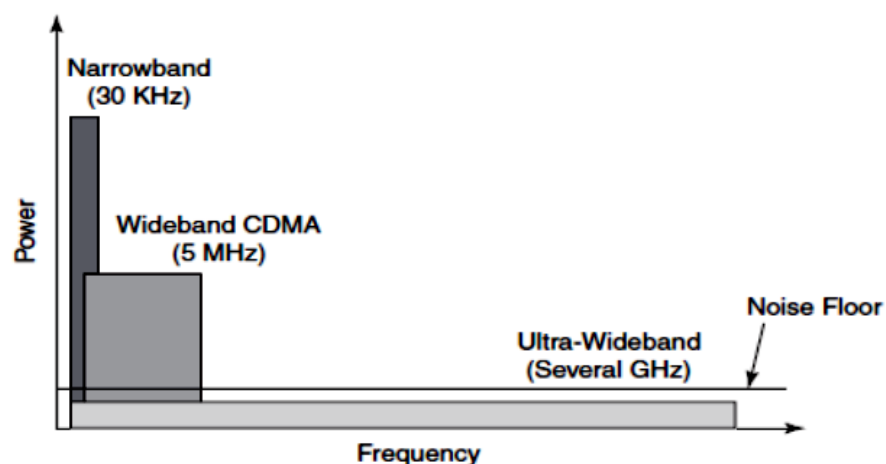 Narrowband
(30 KHz)
Wideband CDMA
(5 MHz)
Power
Noise Floor
Ultra-Wideband
(Several GHz)
Frequency